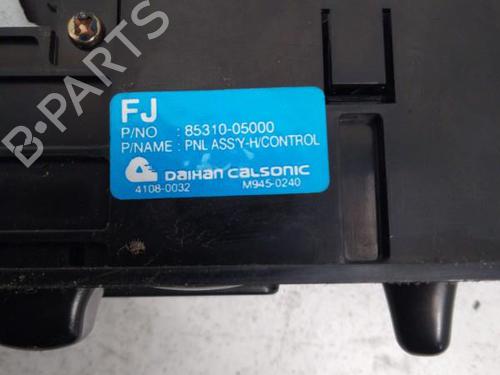 B-PARTS
FJ
P/NO : 85310-05000
P/NAME : PNL ASS'Y-H/CONTROL
DAIHAN CALSONIC
4108-0032 M945-0240